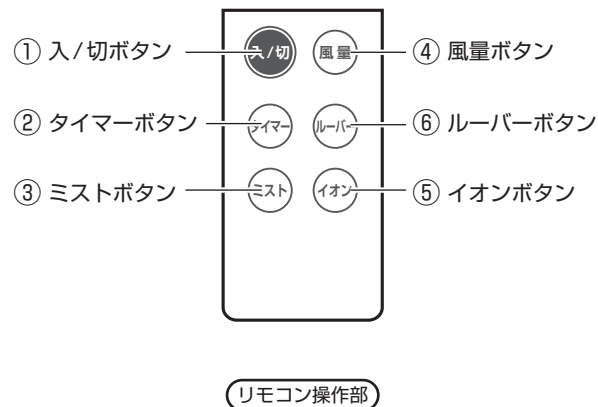 ① 入/切ボタン 入/切 風量 ④ 風量ボタン
② タイマーボタン タイマー ルーバー ⑥ ルーバーボタン
③ ミストボタン ミスト イオン ⑤ イオンボタン
リモコン操作部